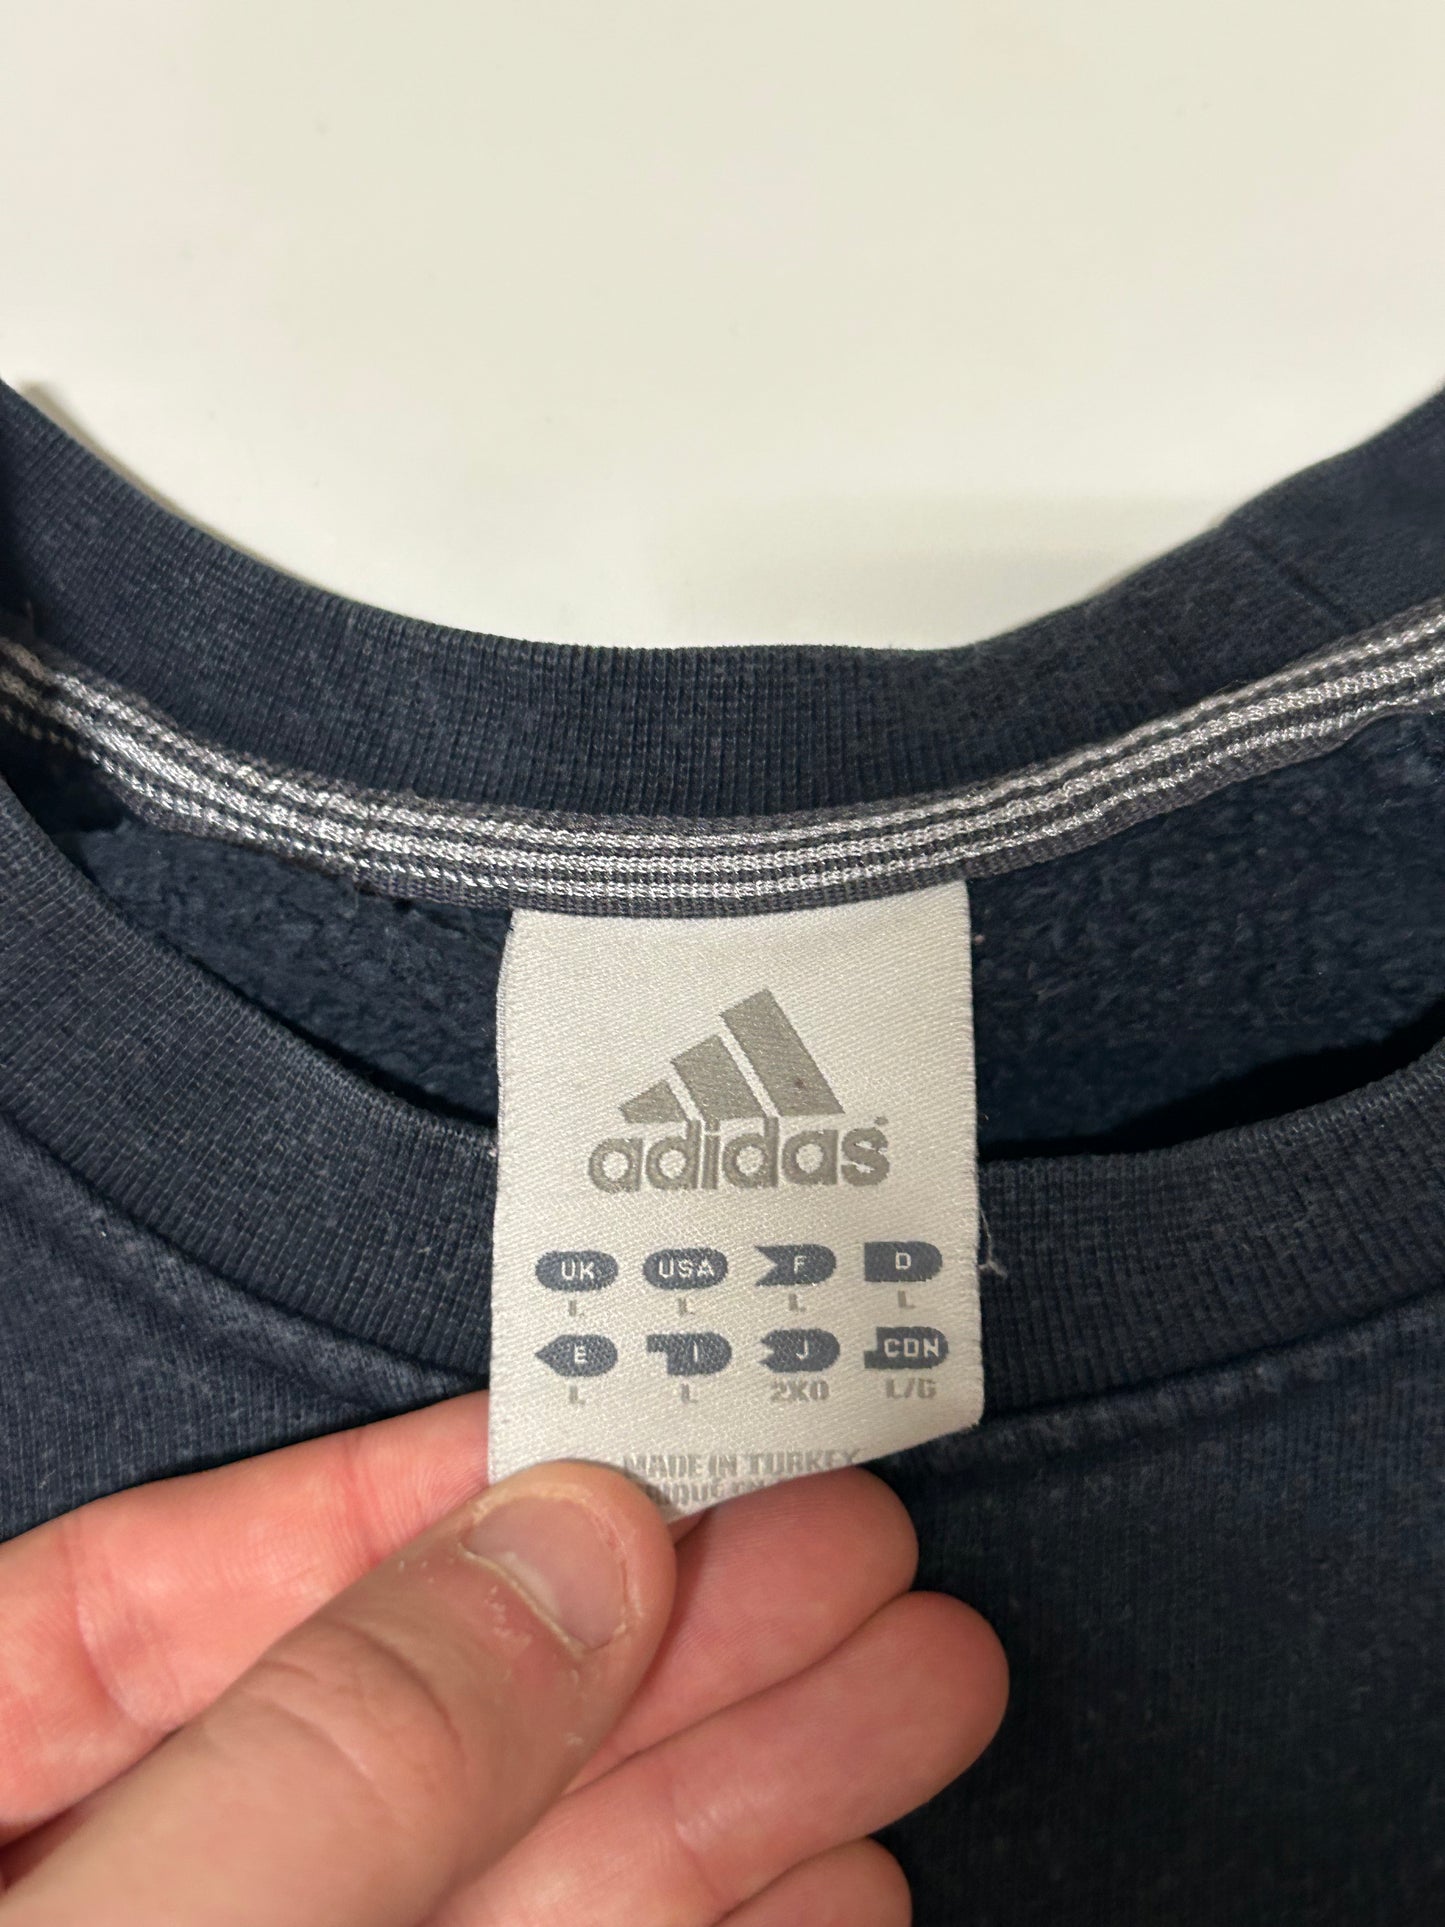 adidas
UK USA F D
L L L L
E I J CDN
L L 2XO L/G
MADE IN TURKEY